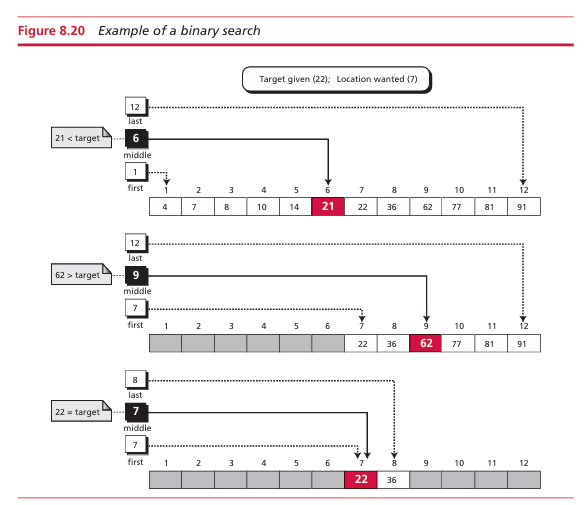 Figure 8.20 Example of a binary search
Target given (22); Location wanted (7)
12
last
21 < target
6
middle
1
first
1 2 3 4 5 6 7 8 9 10 11 12
4 7 8 10 14 21 22 36 62 77 81 91
12
last
62 > target
9
middle
7
first
1 2 3 4 5 6 7 8 9 10 11 12
22 36 62 77 81 91
8
last
22 = target
7
middle
7
first
1 2 3 4 5 6 7 8 9 10 11 12
22 36